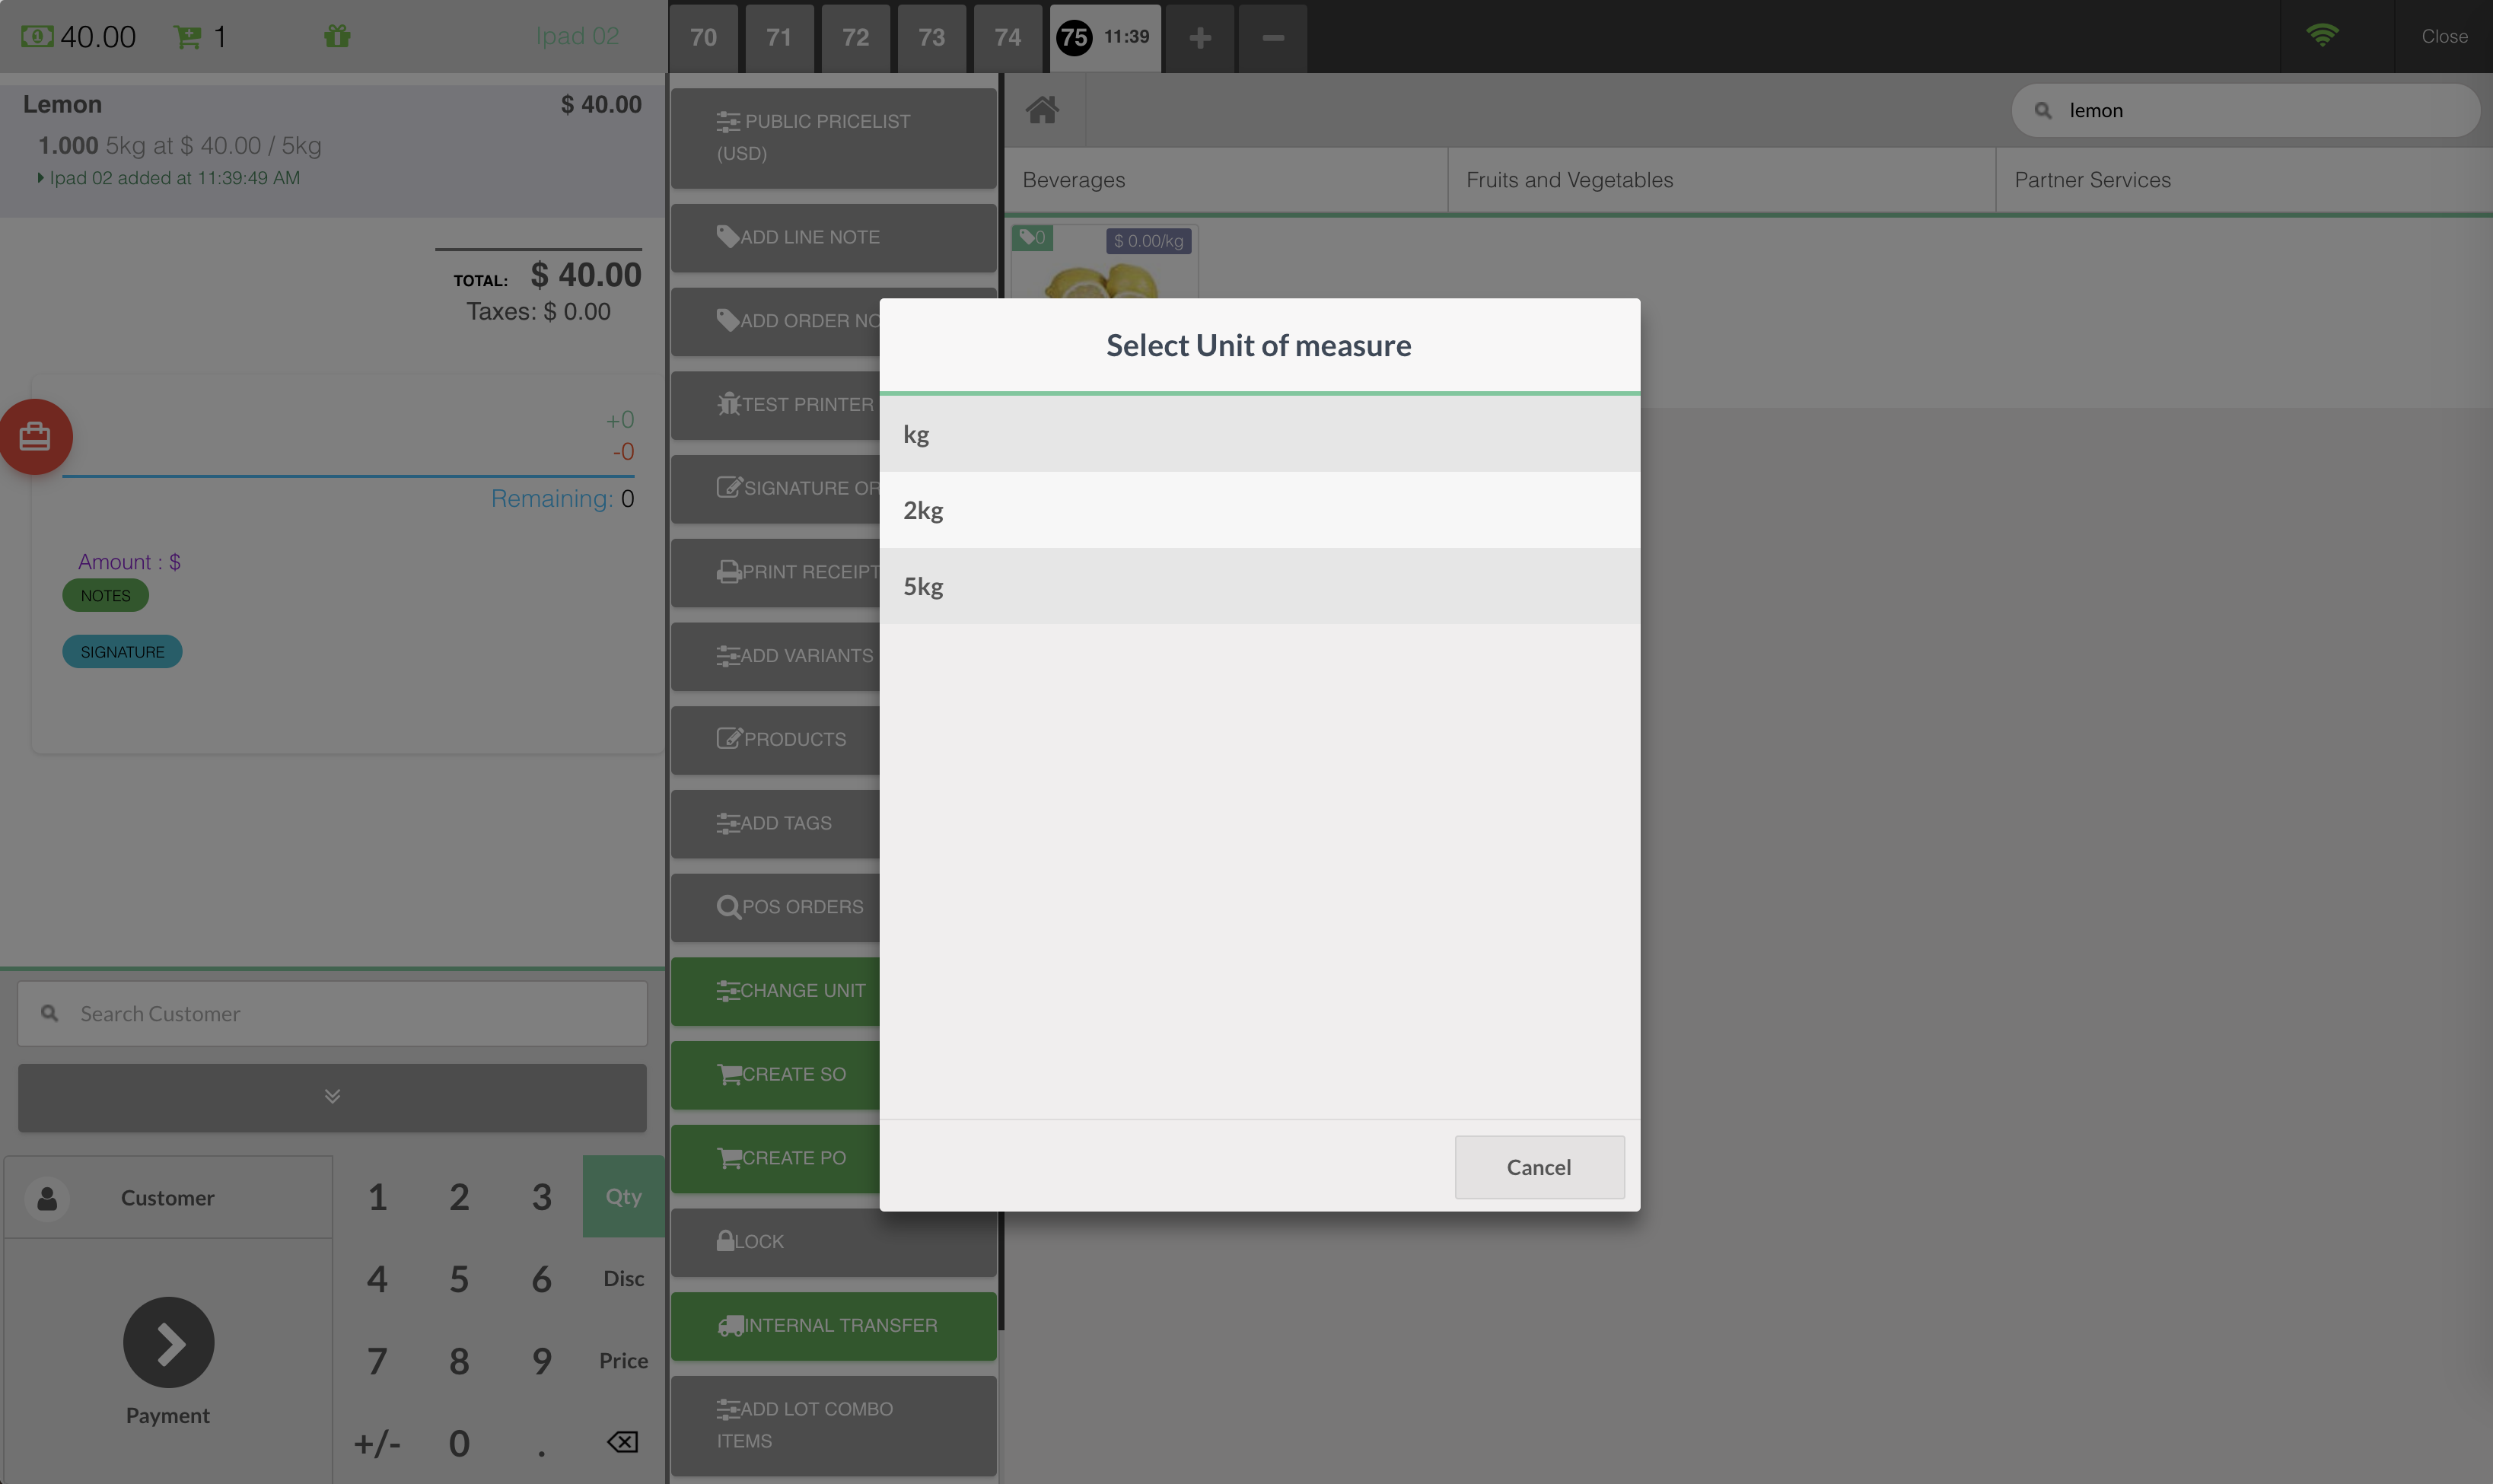 40.00
1
Ipad 02
70
71
72
73
74
75 11:39
Close
Lemon $ 40.00
1.000 5kg at $ 40.00 / 5kg
Ipad 02 added at 11:39:49 AM
TOTAL: $ 40.00
Taxes: $ 0.00
+0
-0
Remaining: 0
Amount : $
NOTES
SIGNATURE
Search Customer
Customer
Payment
1 2 3 Qty
4 5 6 Disc
7 8 9 Price
+/- 0 .
PUBLIC PRICELIST
(USD)
ADD LINE NOTE
ADD ORDER NO
TEST PRINTER
SIGNATURE OR
PRINT RECEIPT
ADD VARIANTS
PRODUCTS
ADD TAGS
POS ORDERS
CHANGE UNIT
CREATE SO
CREATE PO
LOCK
INTERNAL TRANSFER
ADD LOT COMBO
ITEMS
lemon
Beverages
Fruits and Vegetables
Partner Services
0
$ 0.00/kg
Select Unit of measure
kg
2kg
5kg
Cancel